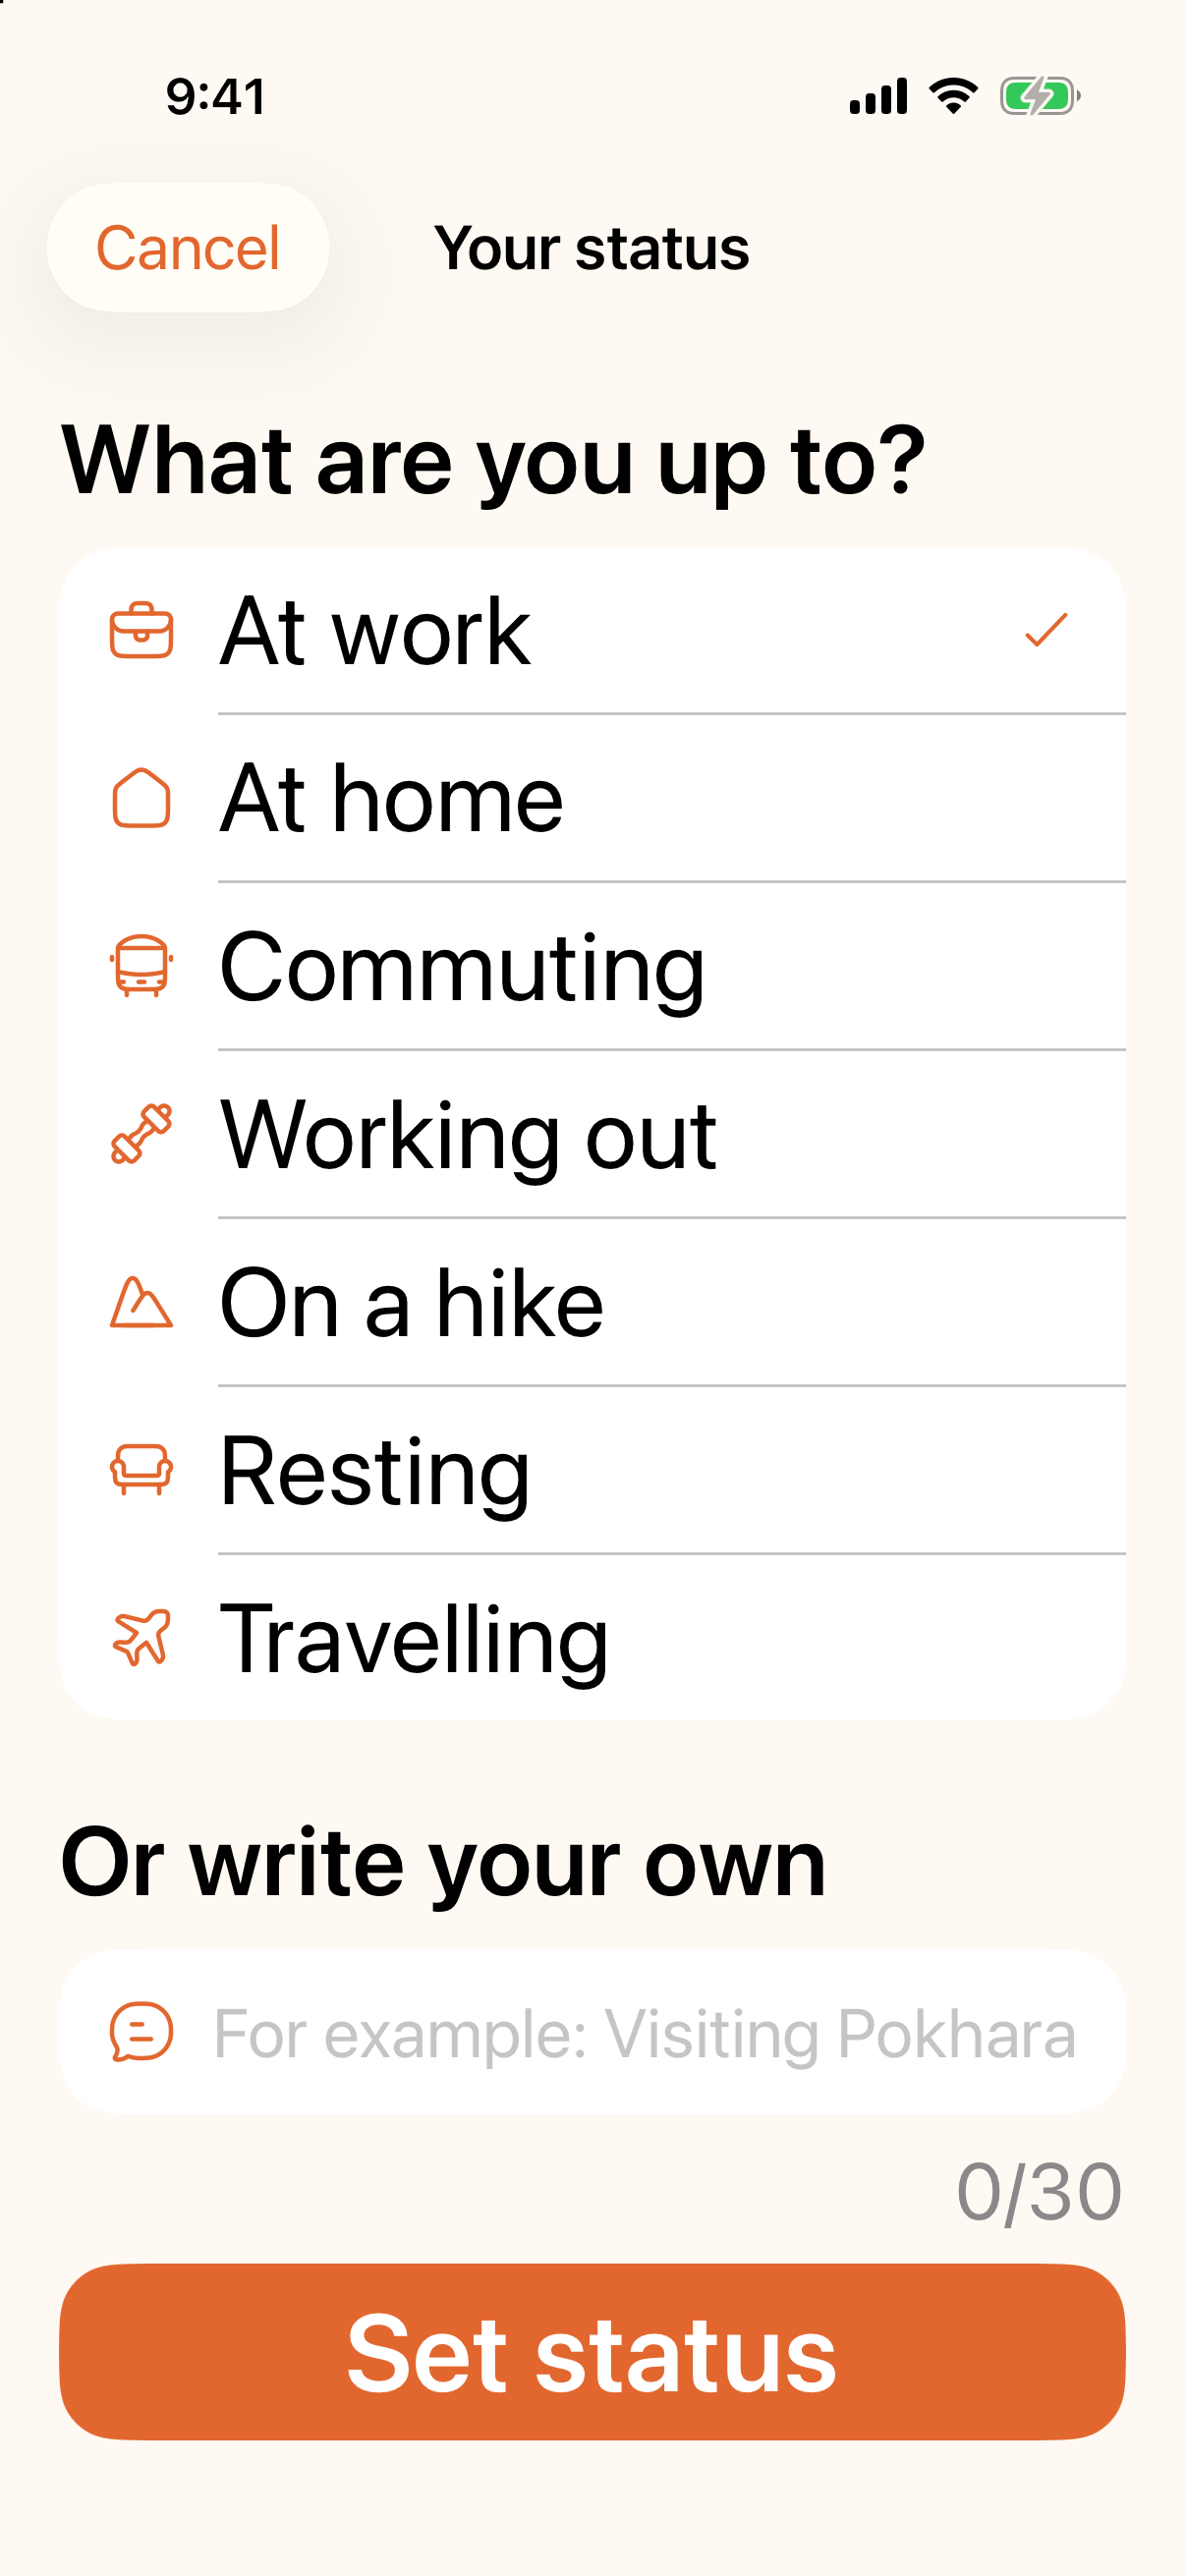 9:41
Cancel
Your status
What are you up to?
At work
At home
Commuting
Working out
On a hike
Resting
Travelling
Or write your own
For example: Visiting Pokhara
0/30
Set status